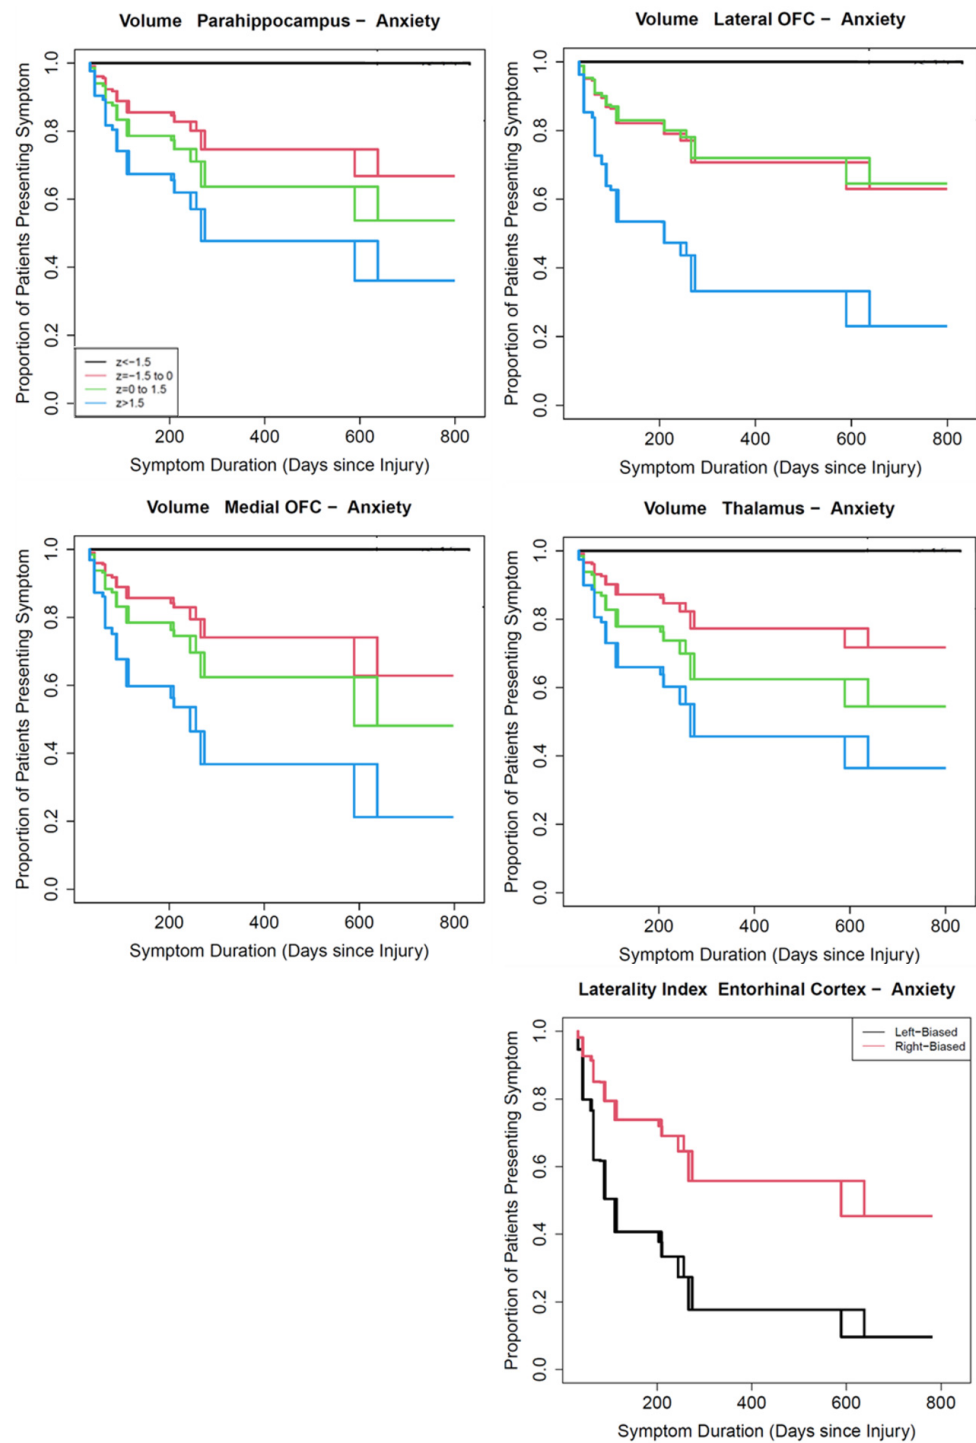 Volume Parahippocampus − Anxiety
Proportion of Patients Presenting Symptom
1.0
0.8
0.6
0.4
0.2
0.0
z<−1.5
z=−1.5 to 0
z=0 to 1.5
z>1.5
200 400 600 800
Symptom Duration (Days since Injury)
Volume Lateral OFC − Anxiety
Proportion of Patients Presenting Symptom
1.0
0.8
0.6
0.4
0.2
0.0
200 400 600 800
Symptom Duration (Days since Injury)
Volume Medial OFC − Anxiety
Proportion of Patients Presenting Symptom
1.0
0.8
0.6
0.4
0.2
0.0
200 400 600 800
Symptom Duration (Days since Injury)
Volume Thalamus − Anxiety
Proportion of Patients Presenting Symptom
1.0
0.8
0.6
0.4
0.2
0.0
200 400 600 800
Symptom Duration (Days since Injury)
Laterality Index Entorhinal Cortex − Anxiety
Proportion of Patients Presenting Symptom
1.0
0.8
0.6
0.4
0.2
0.0
Left−Biased
Right−Biased
200 400 600 800
Symptom Duration (Days since Injury)